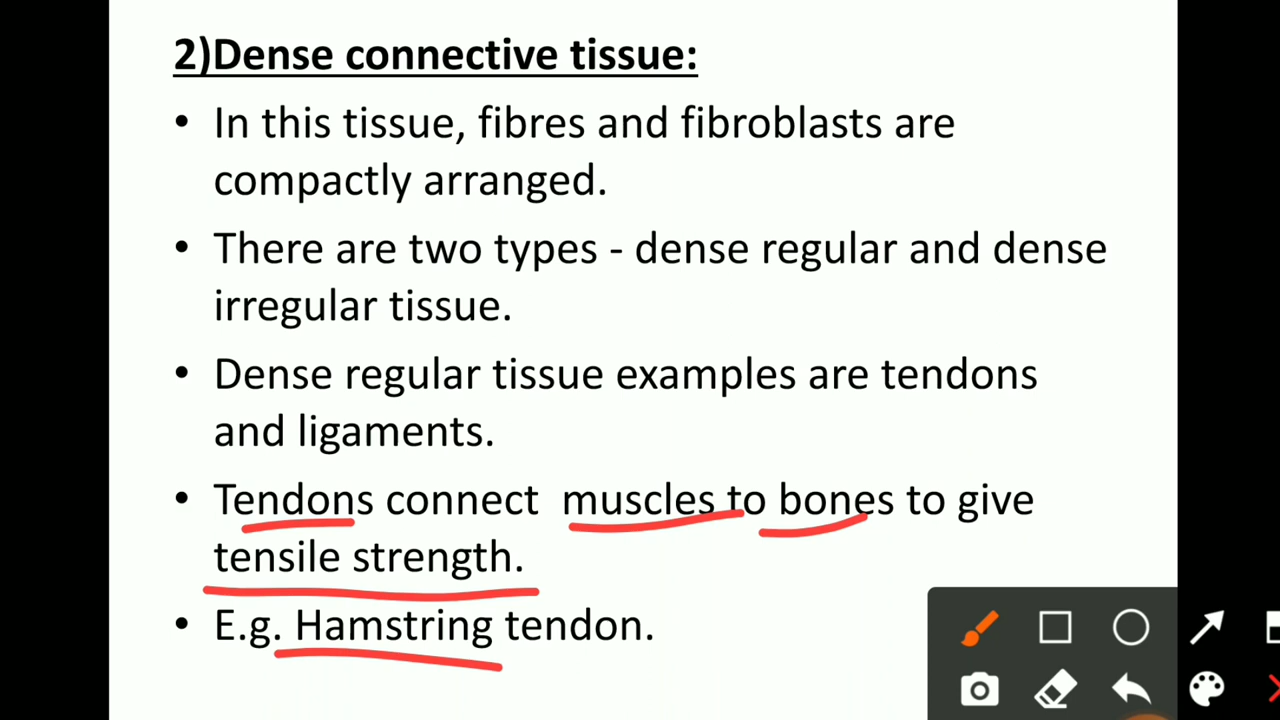 2)Dense connective tissue:
• In this tissue, fibres and fibroblasts are
compactly arranged.
• There are two types - dense regular and dense
irregular tissue.
• Dense regular tissue examples are tendons
and ligaments.
• Tendons connect  muscles to bones to give
tensile strength.
• E.g. Hamstring tendon.